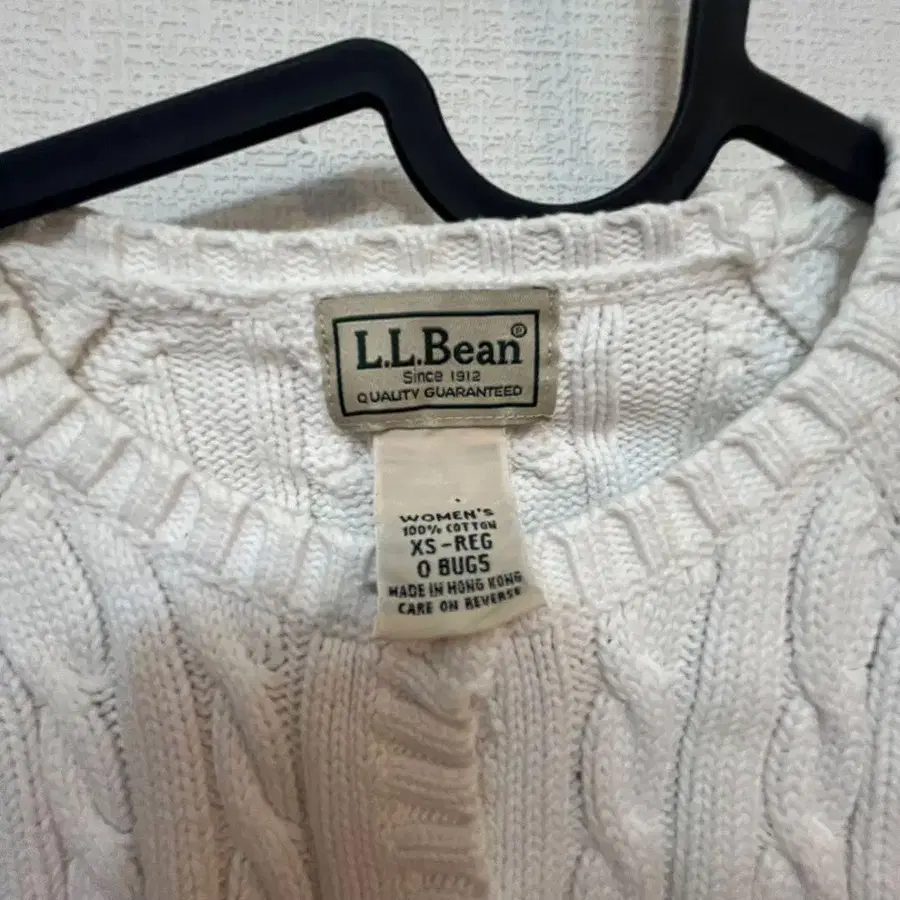 L.L.Bean®
Since 1912
QUALITY GUARANTEED
WOMEN'S
100% COTTON
XS-REG
0 BUGS
MADE IN HONG KONG
CARE ON REVERSE